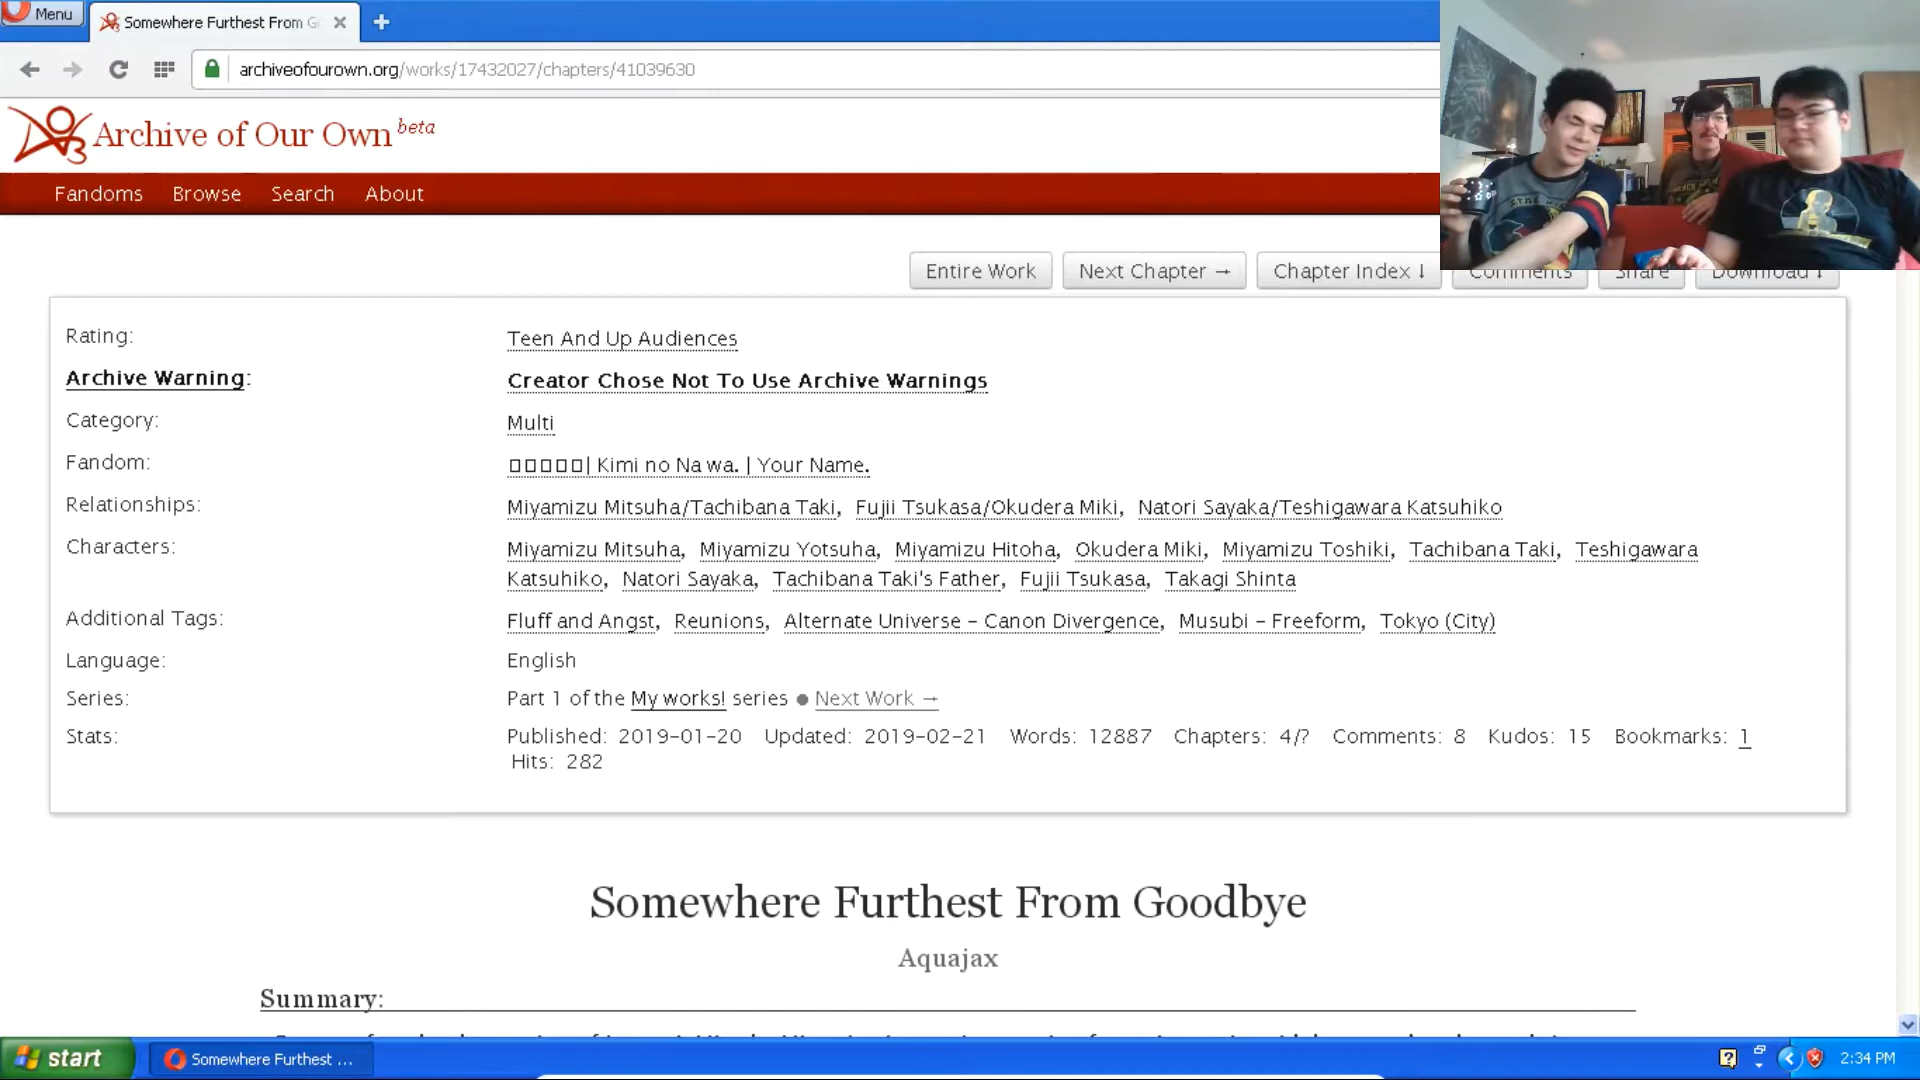 Menu
Somewhere Furthest From G
archiveofourown.org/works/17432027/chapters/41039630
Archive of Our Own beta
Fandoms Browse Search About
Entire Work Next Chapter → Chapter Index ↓ Comments Share Download ↓
Rating: Teen And Up Audiences
Archive Warning: Creator Chose Not To Use Archive Warnings
Category: Multi
Fandom: □□□□□| Kimi no Na wa. | Your Name.
Relationships: Miyamizu Mitsuha/Tachibana Taki, Fujii Tsukasa/Okudera Miki, Natori Sayaka/Teshigawara Katsuhiko
Characters: Miyamizu Mitsuha, Miyamizu Yotsuha, Miyamizu Hitoha, Okudera Miki, Miyamizu Toshiki, Tachibana Taki, Teshigawara
Katsuhiko, Natori Sayaka, Tachibana Taki's Father, Fujii Tsukasa, Takagi Shinta
Additional Tags: Fluff and Angst, Reunions, Alternate Universe - Canon Divergence, Musubi - Freeform, Tokyo (City)
Language: English
Series: Part 1 of the My works! series ● Next Work →
Stats: Published: 2019-01-20 Updated: 2019-02-21 Words: 12887 Chapters: 4/? Comments: 8 Kudos: 15 Bookmarks: 1
Hits: 282
Somewhere Furthest From Goodbye
Aquajax
Summary:
start Somewhere Furthest ... 2:34 PM